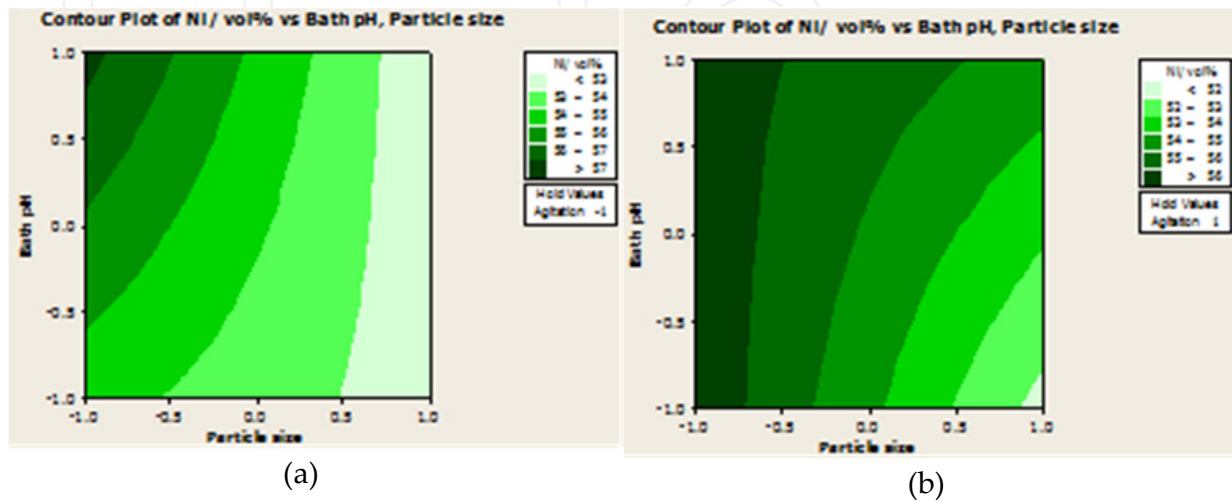 Contour Plot of Ni/ vol% vs Bath pH, Particle size
1.0
0.5
0.0
-0.5
-1.0
Bath pH
-1.0 -0.5 0.0 0.5 1.0
Particle size
Ni/ vol%
< 53
53 - 54
54 - 55
55 - 56
56 - 57
> 57
Hold Values
Agitation -1
(a)
Contour Plot of Ni/ vol% vs Bath pH, Particle size
1.0
0.5
0.0
-0.5
-1.0
Bath pH
-1.0 -0.5 0.0 0.5 1.0
Particle size
Ni/ vol%
< 52
52 - 53
53 - 54
54 - 55
55 - 56
> 56
Hold Values
Agitation 1
(b)